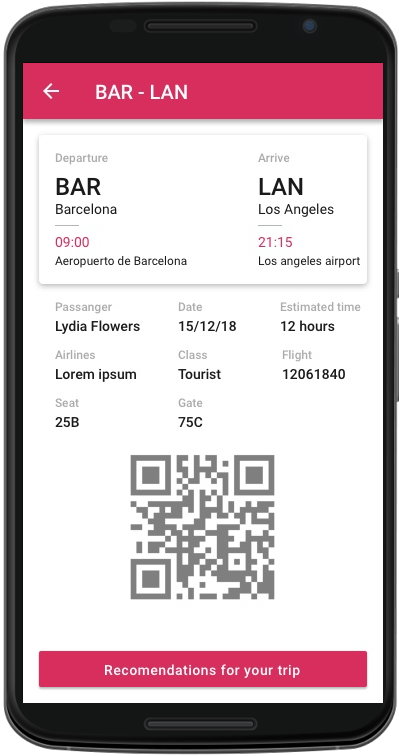 BAR - LAN
Departure Arrive
BAR LAN
Barcelona Los Angeles
09:00 21:15
Aeropuerto de Barcelona Los angeles airport
Passanger Date Estimated time
Lydia Flowers 15/12/18 12 hours
Airlines Class Flight
Lorem ipsum Tourist 12061840
Seat Gate
25B 75C
Recomendations for your trip